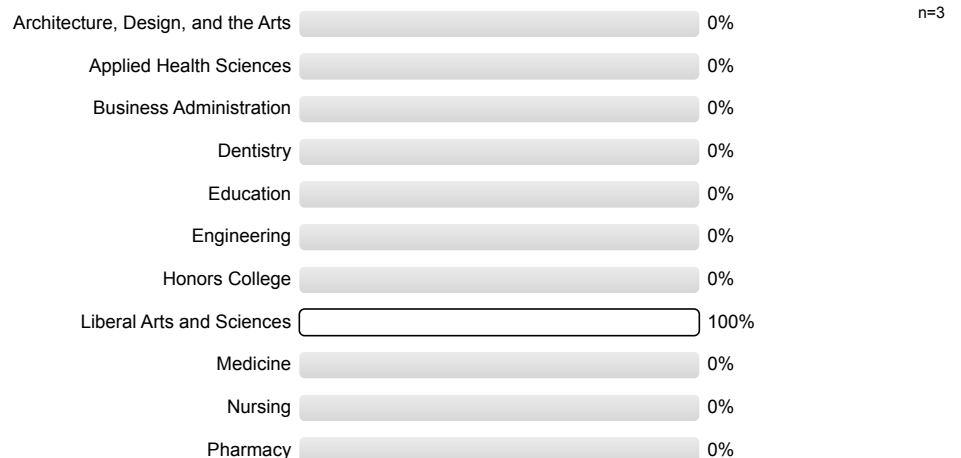 Architecture, Design, and the Arts 0% n=3
Applied Health Sciences 0%
Business Administration 0%
Dentistry 0%
Education 0%
Engineering 0%
Honors College 0%
Liberal Arts and Sciences 100%
Medicine 0%
Nursing 0%
Pharmacy 0%